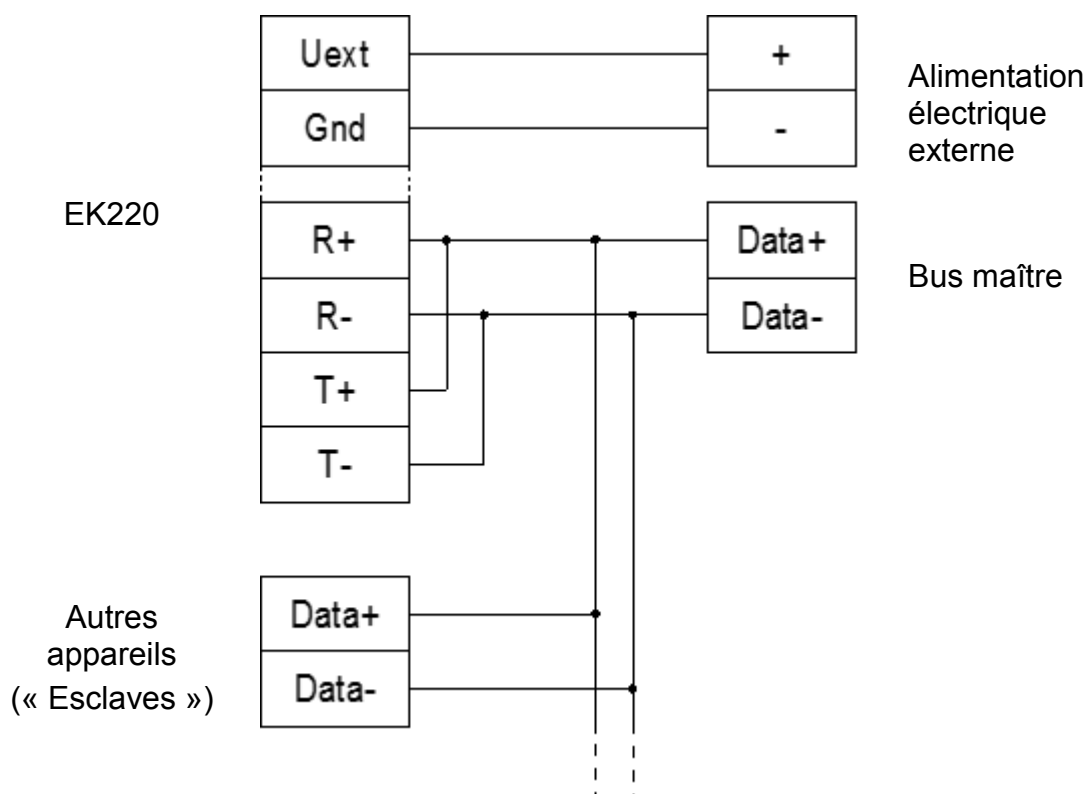 Uext
+
Gnd
-
Alimentation
électrique
externe
EK220
R+
R-
T+
T-
Data+
Data-
Bus maître
Autres
appareils
(« Esclaves »)
Data+
Data-